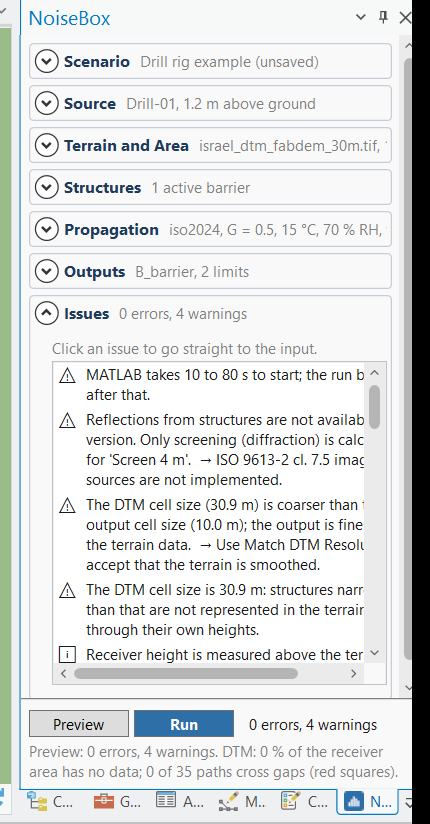 NoiseBox
Scenario Drill rig example (unsaved)
Source Drill-01, 1.2 m above ground
Terrain and Area israel_dtm_fabdem_30m.tif,
Structures 1 active barrier
Propagation iso2024, G = 0.5, 15 °C, 70 % RH,
Outputs B_barrier, 2 limits
Issues 0 errors, 4 warnings
Click an issue to go straight to the input.
MATLAB takes 10 to 80 s to start; the run b
after that.
Reflections from structures are not availab
version. Only screening (diffraction) is calc
for 'Screen 4 m'. → ISO 9613-2 cl. 7.5 imag
sources are not implemented.
The DTM cell size (30.9 m) is coarser than
output cell size (10.0 m); the output is fine
the terrain data. → Use Match DTM Resolu
accept that the terrain is smoothed.
The DTM cell size is 30.9 m: structures narr
than that are not represented in the terrain
through their own heights.
Receiver height is measured above the ter
Preview Run 0 errors, 4 warnings
Preview: 0 errors, 4 warnings. DTM: 0 % of the receiver
area has no data; 0 of 35 paths cross gaps (red squares).
C... G... A... M... C... N...